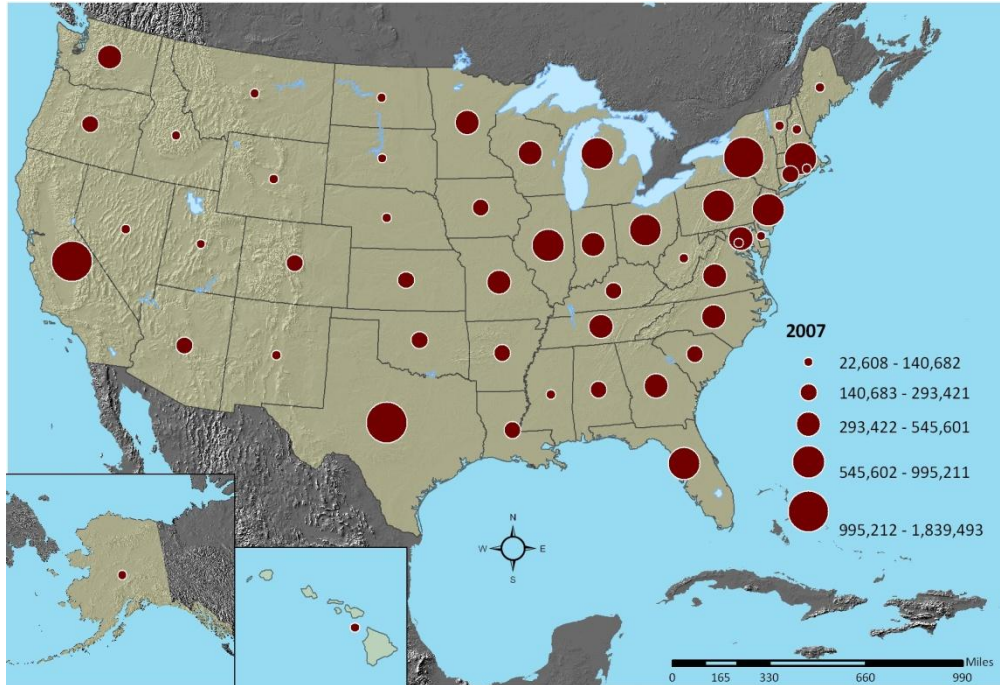 2007
22,608 - 140,682
140,683 - 293,421
293,422 - 545,601
545,602 - 995,211
995,212 - 1,839,493
N
W E
S
Miles
0 165 330 660 990